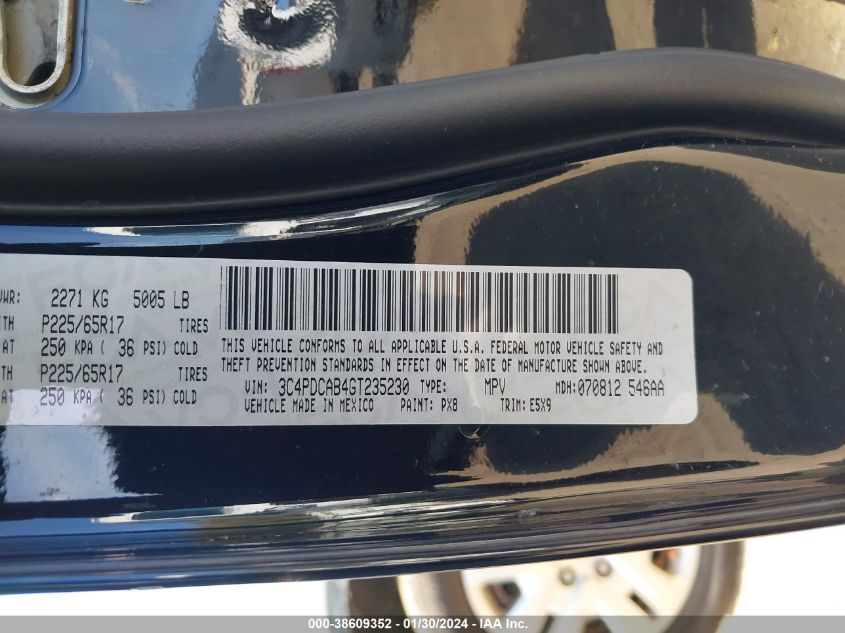 VWR: 2271 KG 5005 LB
TH P225/65R17 TIRES
AT 250 KPA ( 36 PSI) COLD
TH P225/65R17 TIRES
AT 250 KPA ( 36 PSI) COLD
THIS VEHICLE CONFORMS TO ALL APPLICABLE U.S.A. FEDERAL MOTOR VEHICLE SAFETY AND
THEFT PREVENTION STANDARDS IN EFFECT ON THE DATE OF MANUFACTURE SHOWN ABOVE.
VIN: 3C4PDCAB4GT235230 TYPE: MPV MDH:070812 546AA
VEHICLE MADE IN MEXICO PAINT: PX8 TRIM: E5X9
000-38609352 - 01/30/2024 - IAA Inc.